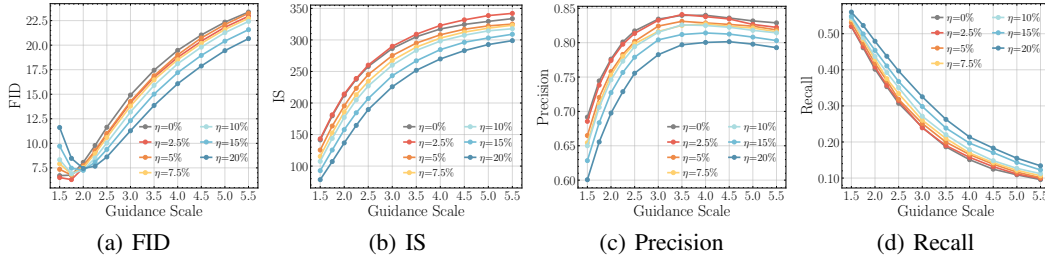 FID
22.5
20.0
17.5
15.0
12.5
10.0
7.5
η=0%
η=2.5%
η=5%
η=7.5%
η=10%
η=15%
η=20%
1.5 2.0 2.5 3.0 3.5 4.0 4.5 5.0 5.5
Guidance Scale
(a) FID
IS
350
300
250
200
150
100
η=0%
η=2.5%
η=5%
η=7.5%
η=10%
η=15%
η=20%
1.5 2.0 2.5 3.0 3.5 4.0 4.5 5.0 5.5
Guidance Scale
(b) IS
Precision
0.85
0.80
0.75
0.70
0.65
0.60
η=0%
η=2.5%
η=5%
η=7.5%
η=10%
η=15%
η=20%
1.5 2.0 2.5 3.0 3.5 4.0 4.5 5.0 5.5
Guidance Scale
(c) Precision
Recall
0.50
0.40
0.30
0.20
0.10
η=0%
η=2.5%
η=5%
η=7.5%
η=10%
η=15%
η=20%
1.5 2.0 2.5 3.0 3.5 4.0 4.5 5.0 5.5
Guidance Scale
(d) Recall